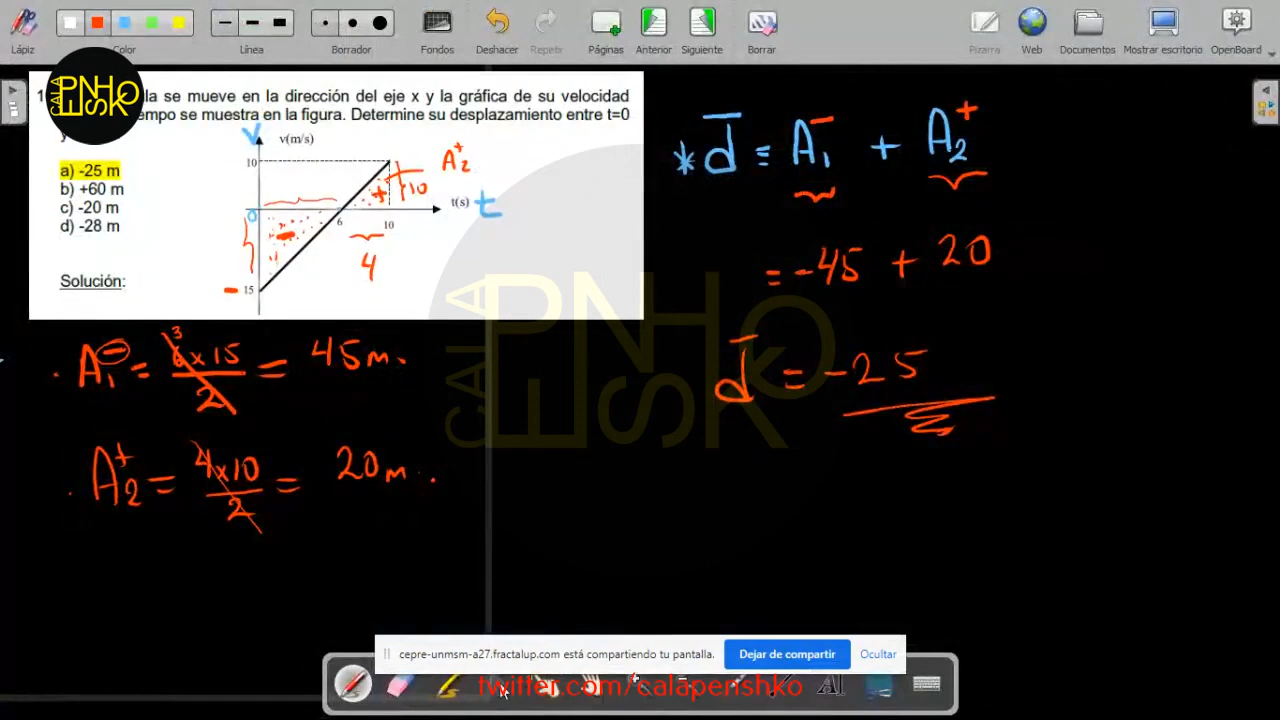 Lápiz Color Línea Borrador Fondos Deshacer Repetir Páginas Anterior Siguiente Borrar Pizarra Web Documentos Mostrar escritorio OpenBoard
CALA PENHOSKO
1 la se mueve en la dirección del eje x y la gráfica de su velocidad
empo se muestra en la figura. Determine su desplazamiento entre t=0
y
a) -25 m
b) +60 m
c) -20 m
d) -28 m
Solución:
V
v(m/s)
10
A₂⁺
10
+
0
t(s) t
6
10
4
-
- 15
* d̅ = A₁⁻ + A₂⁺
= -45 + 20
d̅ = -25
. A₁⁻ = 6x15/2 = 45m.
3
. A₂⁺ = 4x10/2 = 20m.
cepre-unmsm-a27.fractalup.com está compartiendo tu pantalla.
Dejar de compartir
Ocultar
twitter.com/calapenshko